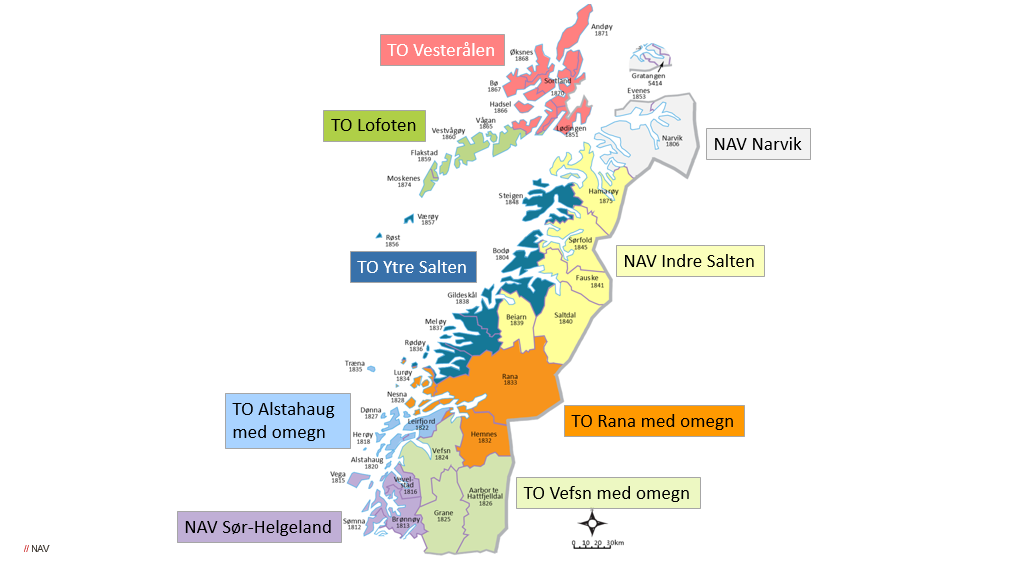 Andøy
1871
TO Vesterålen
Øksnes
1868
Gratangen
5414
Bø
1867
Sortland
1820
Evenes
1853
Hadsel
1866
Vågan
1865
TO Lofoten
Vestvågøy
1860
Lødingen
1851
Narvik
1806
NAV Narvik
Flakstad
1859
Moskenes
1874
Steigen
1848
Hamarøy
1875
Værøy
1857
Røst
1856
Sørfold
1845
Bodø
1804
NAV Indre Salten
TO Ytre Salten
Fauske
1841
Gildeskål
1838
Beiarn
1839
Saltdal
1840
Meløy
1837
Rødøy
1836
Træna
1835
Lurøy
1834
Rana
1833
Nesna
1828
TO Alstahaug
med omegn
Dønna
1827
Leirfjord
1822
TO Rana med omegn
Herøy
1818
Hemnes
1832
Vefsn
1824
Alstahaug
1820
Vega
1815
Vevel-
stad
1816
Aarborte
Hattfjelldal
1826
TO Vefsn med omegn
Grane
1825
NAV Sør-Helgeland
Sømna
1812
Brønnøy
1813
0 10 20 30km
// NAV